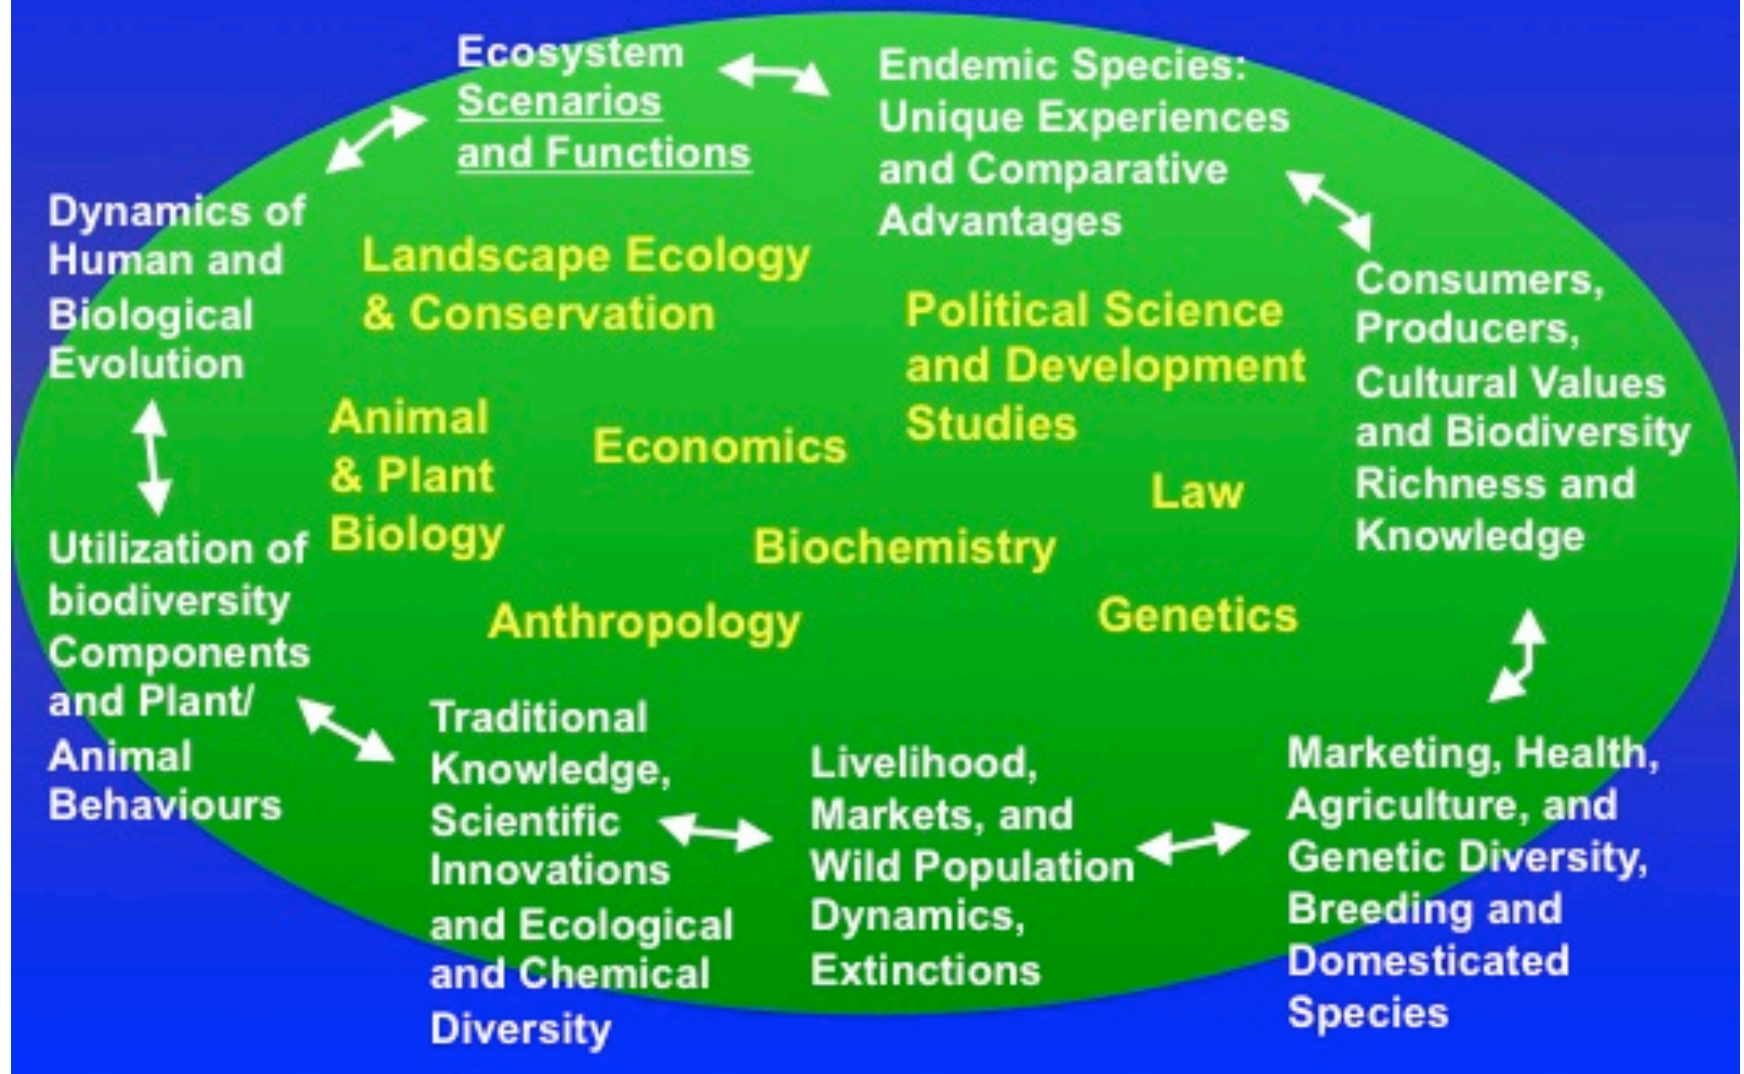 Ecosystem
Scenarios
and Functions
Endemic Species:
Unique Experiences
and Comparative
Advantages
Dynamics of
Human and
Biological
Evolution
Landscape Ecology
& Conservation
Political Science
and Development
Studies
Consumers,
Producers,
Cultural Values
and Biodiversity
Richness and
Knowledge
Animal
& Plant
Biology
Economics
Law
Biochemistry
Anthropology
Genetics
Utilization of
biodiversity
Components
and Plant/
Animal
Behaviours
Traditional
Knowledge,
Scientific
Innovations
and Ecological
and Chemical
Diversity
Livelihood,
Markets, and
Wild Population
Dynamics,
Extinctions
Marketing, Health,
Agriculture, and
Genetic Diversity,
Breeding and
Domesticated
Species